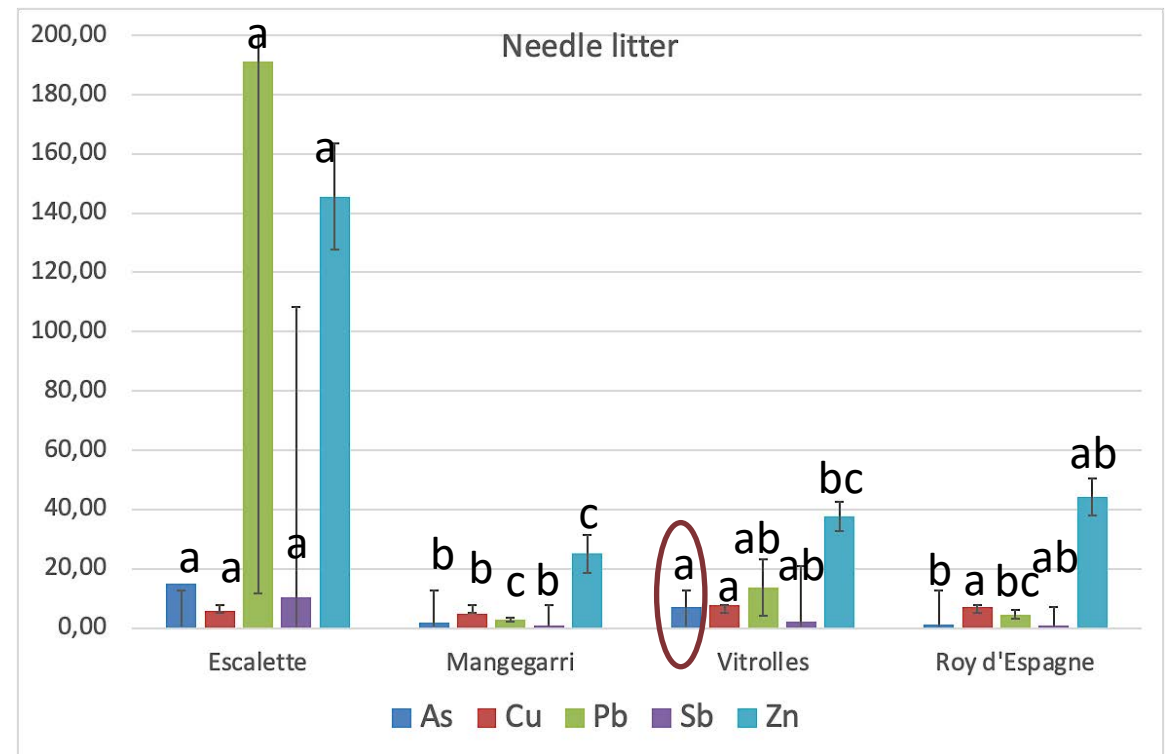 Needle litter
200,00
180,00
160,00
140,00
120,00
100,00
80,00
60,00
40,00
20,00
0,00
a a a a a
b b c b c
a a ab ab bc
b a bc ab ab
Escalette Mangegarri Vitrolles Roy d'Espagne
As Cu Pb Sb Zn